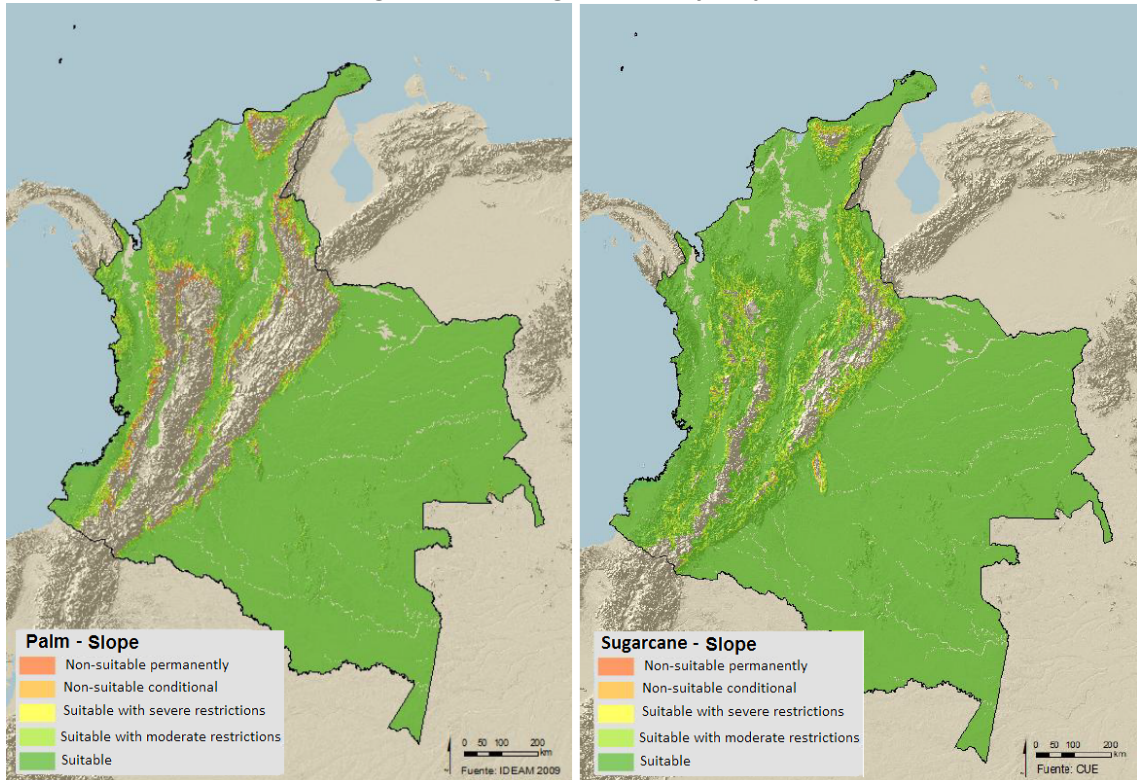 Palm - Slope
Non-suitable permanently
Non-suitable conditional
Suitable with severe restrictions
Suitable with moderate restrictions
Suitable
0 50 100 200
km
Fuente: IDEAM 2009
Sugarcane - Slope
Non-suitable permanently
Non-suitable conditional
Suitable with severe restrictions
Suitable with moderate restrictions
Suitable
0 50 100 200
km
Fuente: CUE